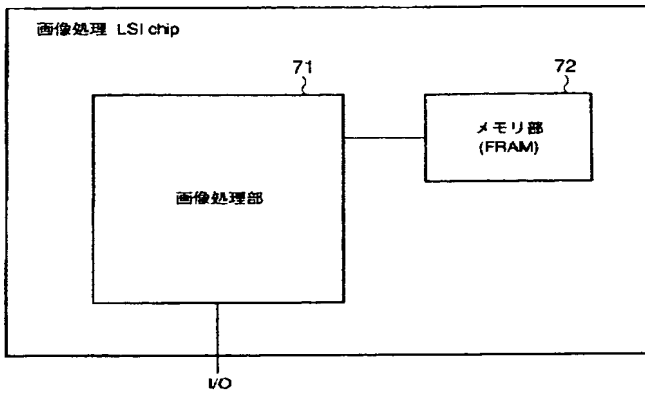 画像処理 LSI chip
71
72
メモリ部
(FRAM)
画像処理部
I/O